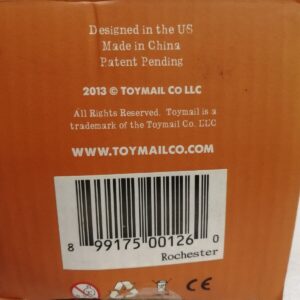 Designed in the US
Made in China
Patent Pending
2013 © TOYMAIL CO LLC
All Rights Reserved. Toymail is a
trademark of the Toymail Co. LLC
WWW.TOYMAILCO.COM
8 99175 00126 0
Rochester
CE